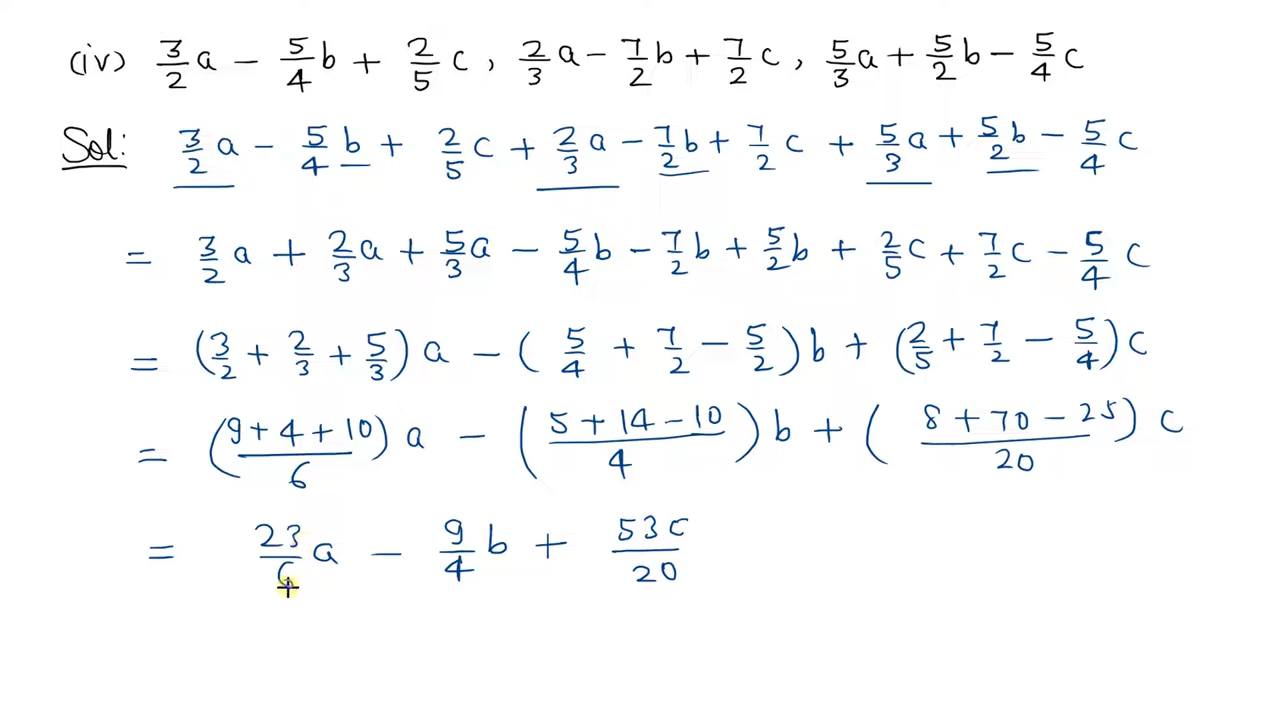 (iv) 3/2 a − 5/4 b + 2/5 c, 2/3 a − 7/2 b + 7/2 c, 5/3 a + 5/2 b − 5/4 c
Sol: 3/2 a − 5/4 b + 2/5 c + 2/3 a − 7/2 b + 7/2 c + 5/3 a + 5/2 b − 5/4 c
= 3/2 a + 2/3 a + 5/3 a − 5/4 b − 7/2 b + 5/2 b + 2/5 c + 7/2 c − 5/4 c
= (3/2 + 2/3 + 5/3) a − (5/4 + 7/2 − 5/2) b + (2/5 + 7/2 − 5/4) c
= ((9 + 4 + 10)/6) a − ((5 + 14 − 10)/4) b + ((8 + 70 − 25)/20) c
= 23/6 a − 9/4 b + 53c/20